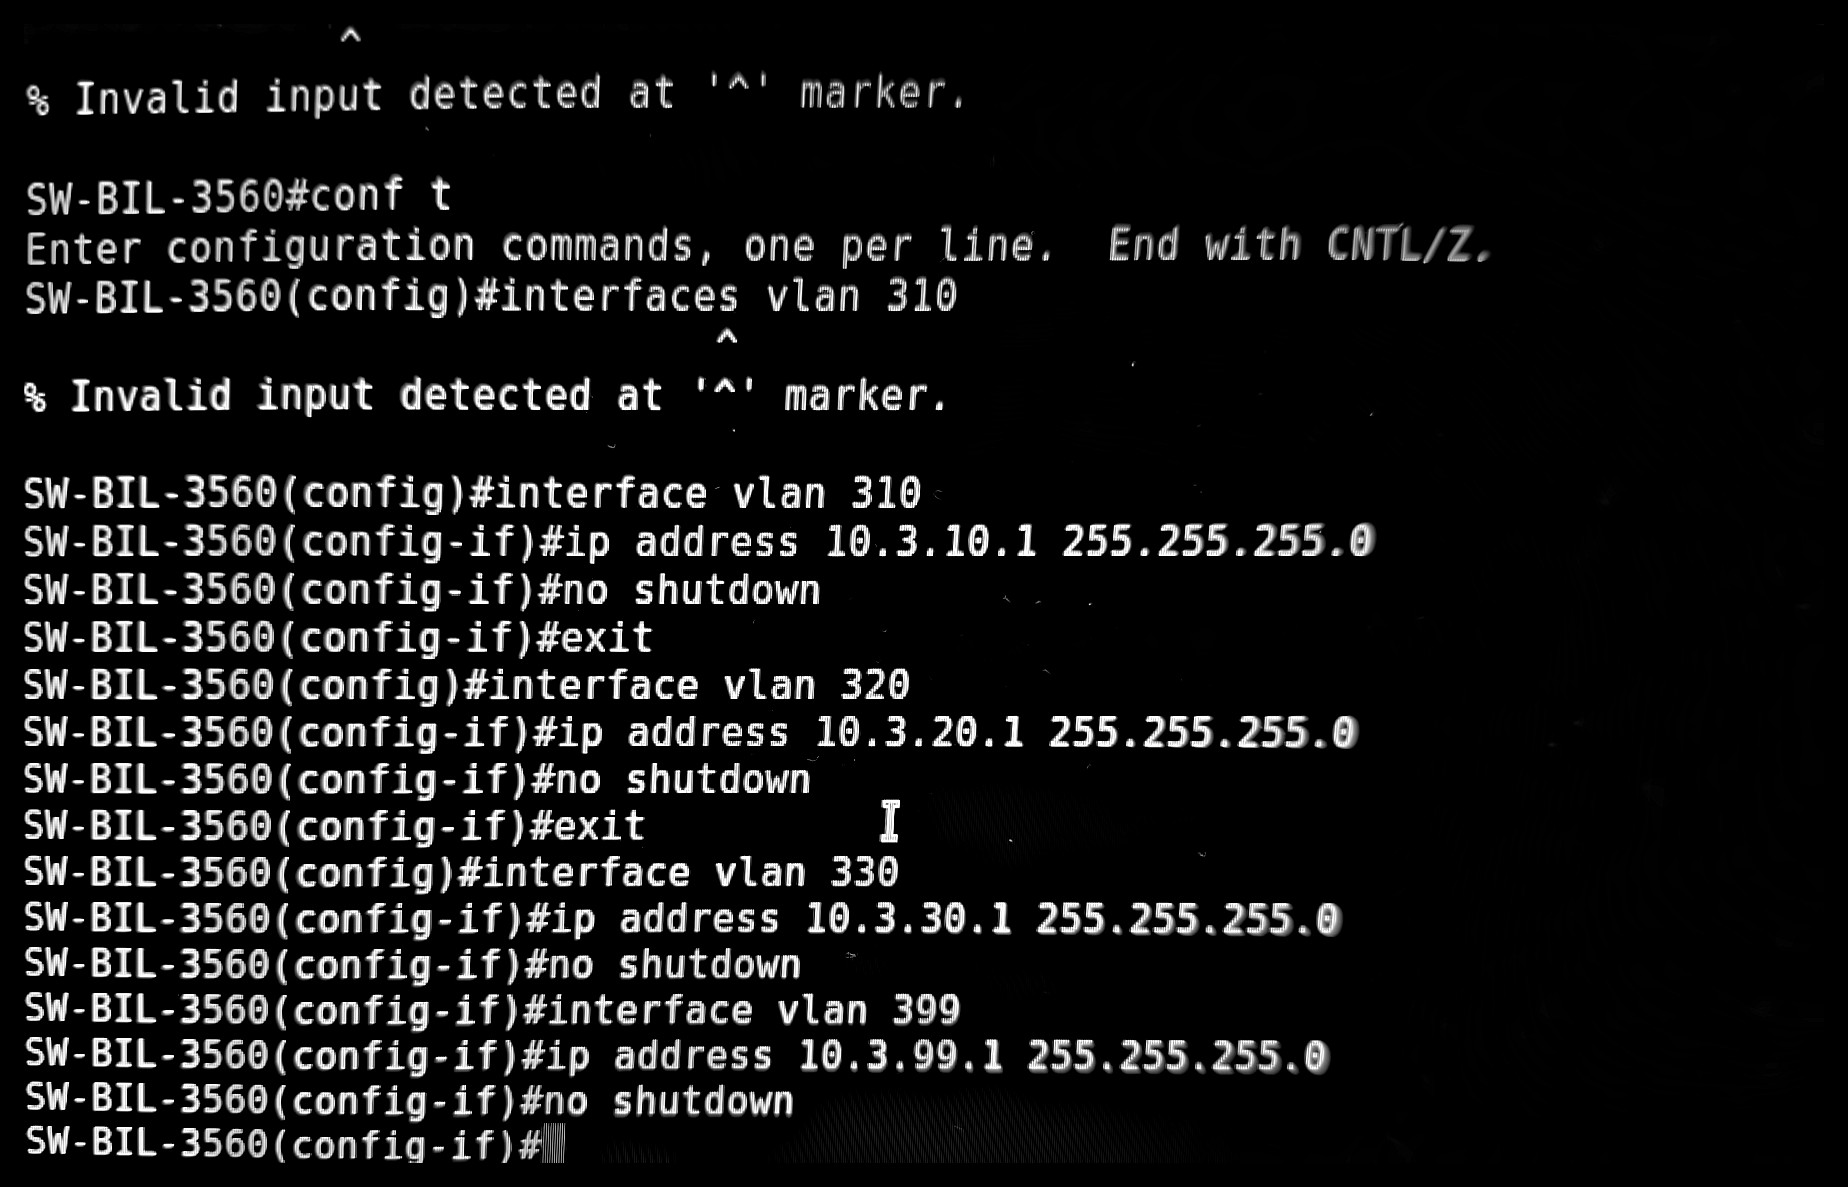 ^
% Invalid input detected at '^' marker.
SW-BIL-3560#conf t
Enter configuration commands, one per line.  End with CNTL/Z.
SW-BIL-3560(config)#interfaces vlan 310
^
% Invalid input detected at '^' marker.
SW-BIL-3560(config)#interface vlan 310
SW-BIL-3560(config-if)#ip address 10.3.10.1 255.255.255.0
SW-BIL-3560(config-if)#no shutdown
SW-BIL-3560(config-if)#exit
SW-BIL-3560(config)#interface vlan 320
SW-BIL-3560(config-if)#ip address 10.3.20.1 255.255.255.0
SW-BIL-3560(config-if)#no shutdown
SW-BIL-3560(config-if)#exit
SW-BIL-3560(config)#interface vlan 330
SW-BIL-3560(config-if)#ip address 10.3.30.1 255.255.255.0
SW-BIL-3560(config-if)#no shutdown
SW-BIL-3560(config-if)#interface vlan 399
SW-BIL-3560(config-if)#ip address 10.3.99.1 255.255.255.0
SW-BIL-3560(config-if)#no shutdown
SW-BIL-3560(config-if)#